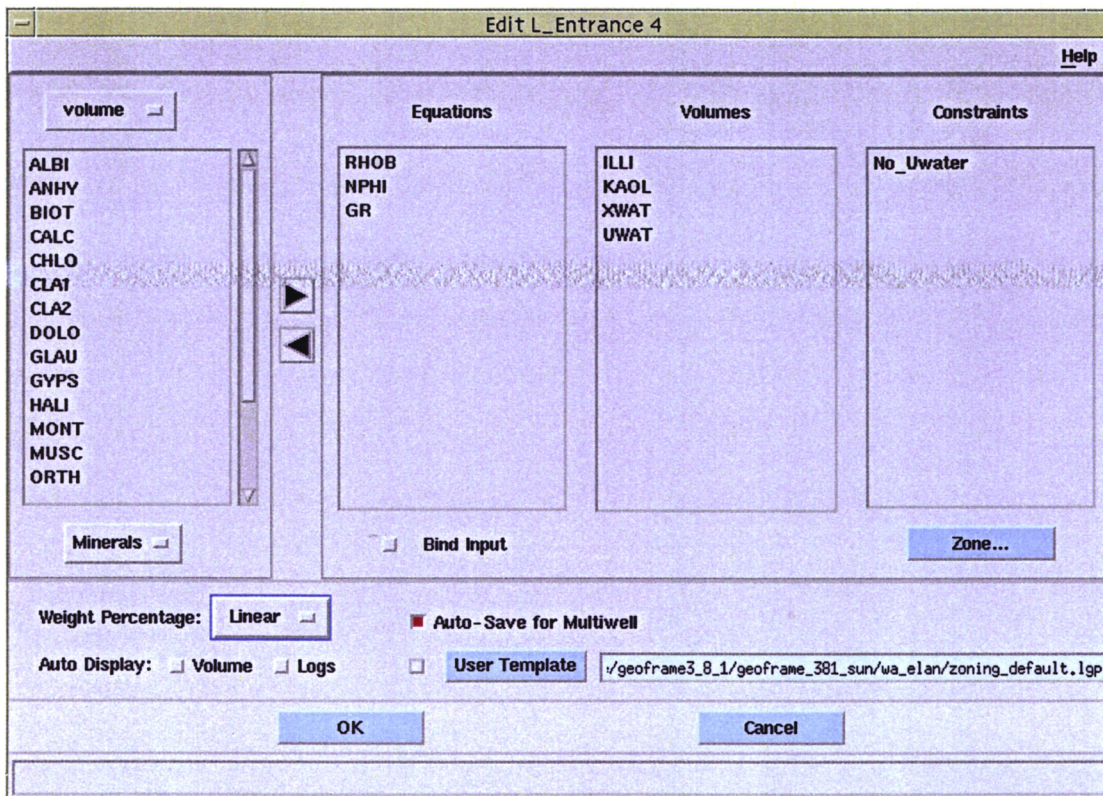 Edit L_Entrance 4
Help
volume
ALBI
ANHY
BIOT
CALC
CHLO
CLA1
CLA2
DOLO
GLAU
GYPS
HALI
MONT
MUSC
ORTH
Minerals
Equations
RHOB
NPHI
GR
Bind Input
Volumes
ILLI
KAOL
XWAT
UWAT
Constraints
No_Uwater
Zone...
Weight Percentage: Linear
Auto-Save for Multiwell
Auto Display: Volume Logs
User Template /geoframe3_8_1/geoframe_381_sun/wa_elan/zoning_default.lgp
OK Cancel